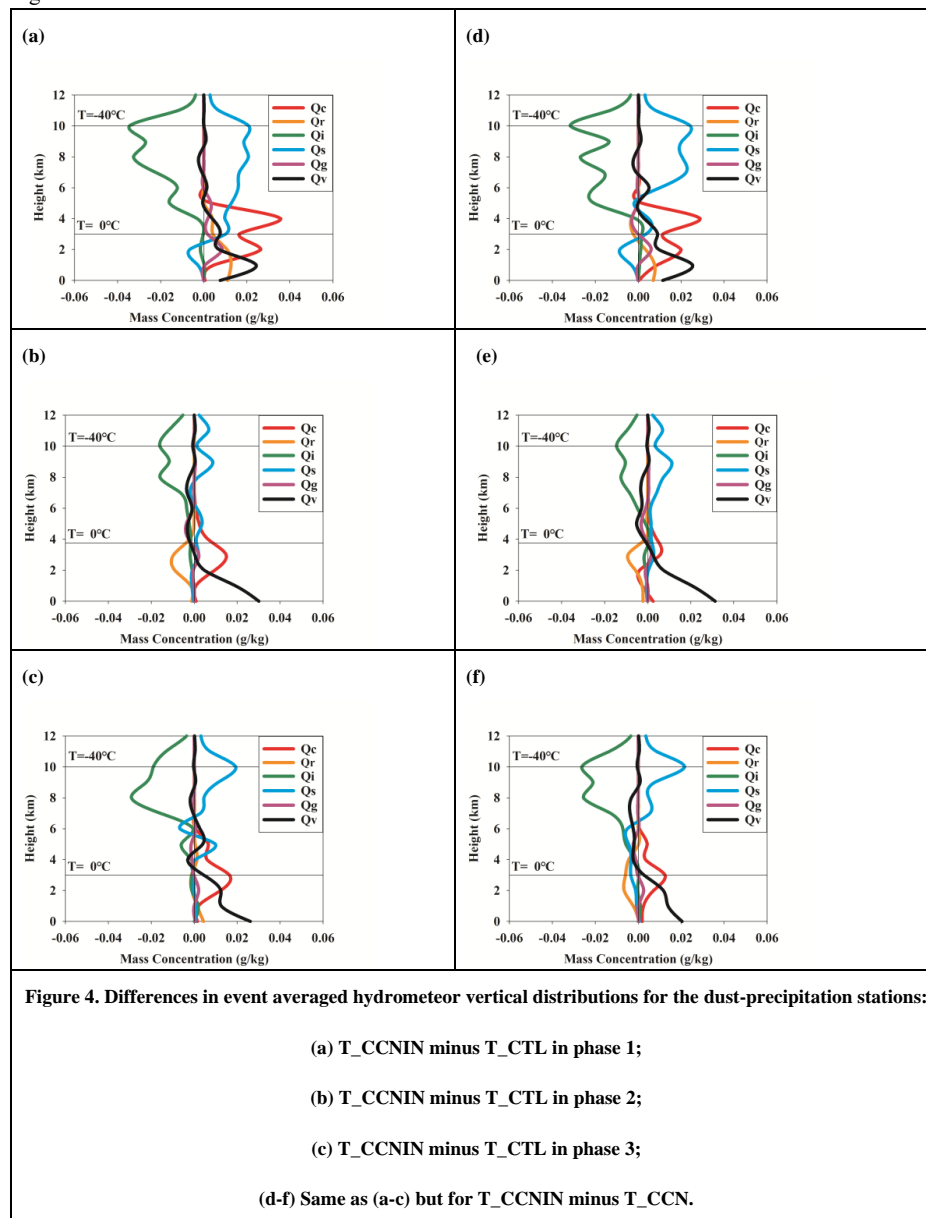 (a)
12
10
8
6
4
2
0
Height (km)
T=-40°C
T= 0°C
Qc
Qr
Qi
Qs
Qg
Qv
-0.06 -0.04 -0.02 0.00 0.02 0.04 0.06
Mass Concentration (g/kg)
(d)
12
10
8
6
4
2
0
Height (km)
T=-40°C
T= 0°C
Qc
Qr
Qi
Qs
Qg
Qv
-0.06 -0.04 -0.02 0.00 0.02 0.04 0.06
Mass Concentration (g/kg)
(b)
12
10
8
6
4
2
0
Height (km)
T=-40°C
T= 0°C
Qc
Qr
Qi
Qs
Qg
Qv
-0.06 -0.04 -0.02 0.00 0.02 0.04 0.06
Mass Concentration (g/kg)
(e)
12
10
8
6
4
2
0
Height (km)
T=-40°C
T= 0°C
Qc
Qr
Qi
Qs
Qg
Qv
-0.06 -0.04 -0.02 0.00 0.02 0.04 0.06
Mass Concentration (g/kg)
(c)
12
10
8
6
4
2
0
Height (km)
T=-40°C
T= 0°C
Qc
Qr
Qi
Qs
Qg
Qv
-0.06 -0.04 -0.02 0.00 0.02 0.04 0.06
Mass Concentration (g/kg)
(f)
12
10
8
6
4
2
0
Height (km)
T=-40°C
T= 0°C
Qc
Qr
Qi
Qs
Qg
Qv
-0.06 -0.04 -0.02 0.00 0.02 0.04 0.06
Mass Concentration (g/kg)
Figure 4. Differences in event averaged hydrometeor vertical distributions for the dust-precipitation stations:
(a) T_CCNIN minus T_CTL in phase 1;
(b) T_CCNIN minus T_CTL in phase 2;
(c) T_CCNIN minus T_CTL in phase 3;
(d-f) Same as (a-c) but for T_CCNIN minus T_CCN.